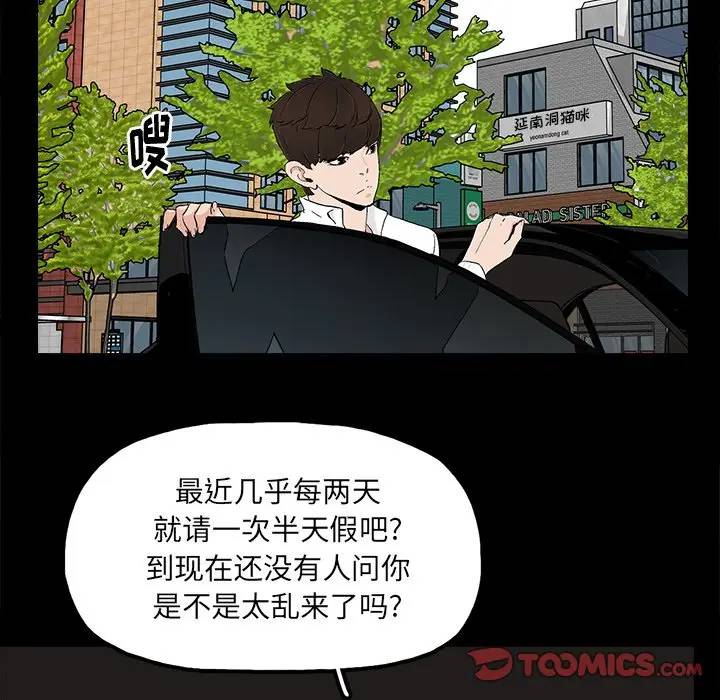 嗖
延南洞猫咪
yeonamdong cat
LAD SISTER
最近几乎每两天
就请一次半天假吧?
到现在还没有人问你
是不是太乱来了吗?
TOOMICS.COM